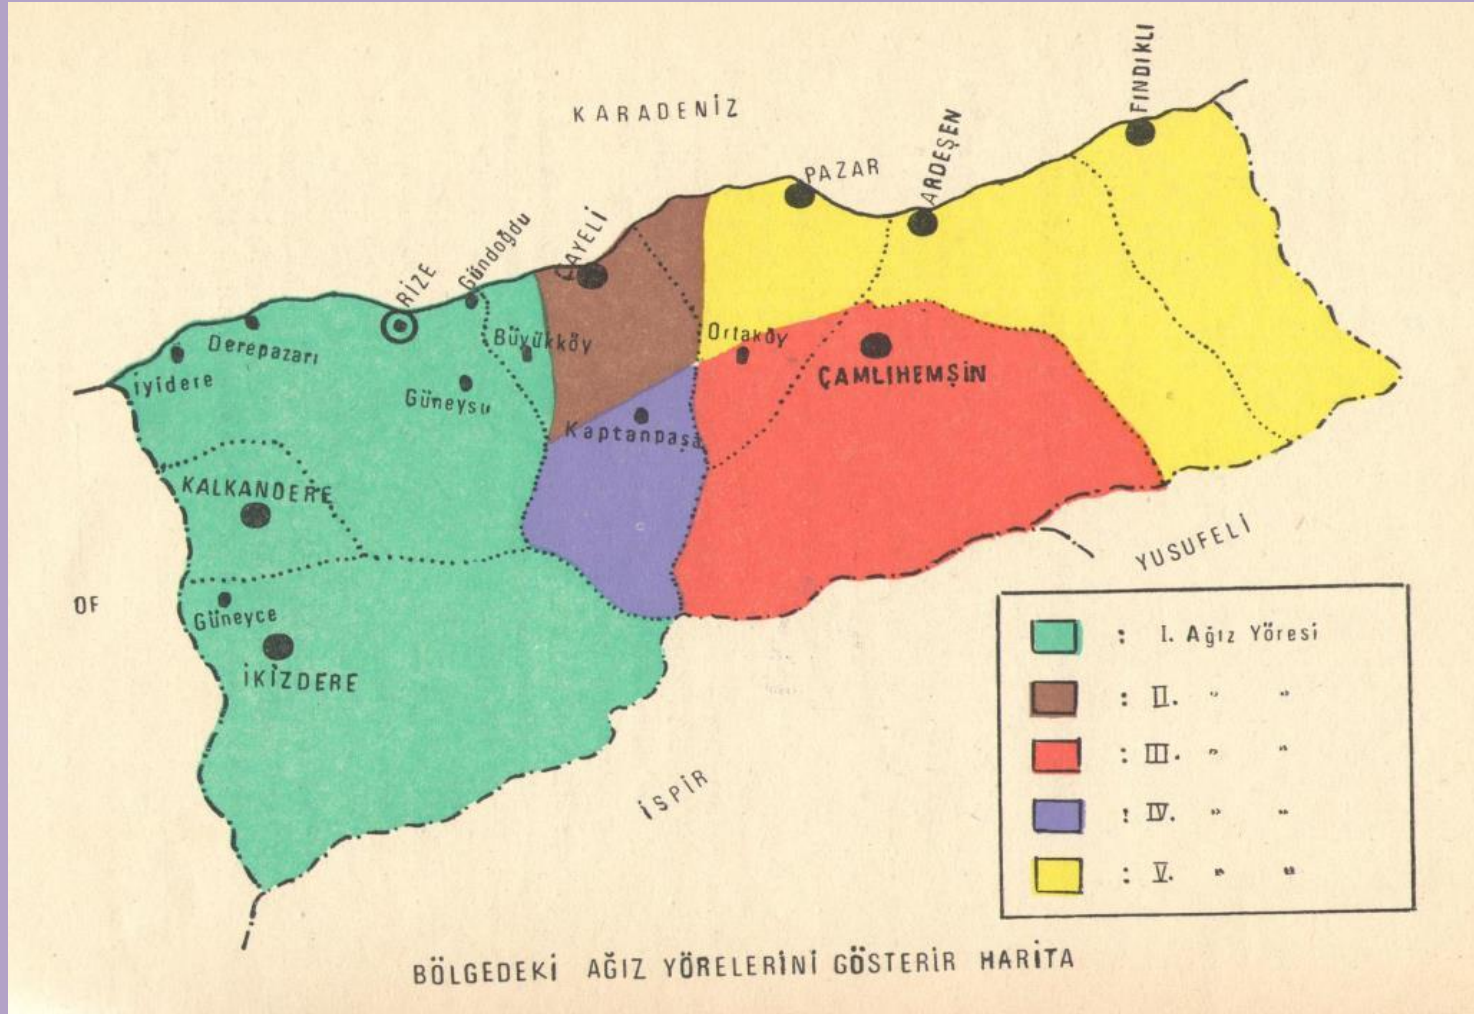 KARADENİZ
FINDIKLI
ARDEŞEN
PAZAR
ÇAYELİ
Gündoğdu
RİZE
Derepazarı
iyidere
Büyükköy
Güneysu
Ortaköy
ÇAMLIHEMŞİN
Kaptanpaşa
KALKANDERE
Güneyce
İKİZDERE
OF
YUSUFELİ
İSPİR
: I. Ağız Yöresi
: II. " "
: III. " "
: IV. " "
: V. " "
BÖLGEDEKİ AĞIZ YÖRELERİNİ GÖSTERİR HARİTA